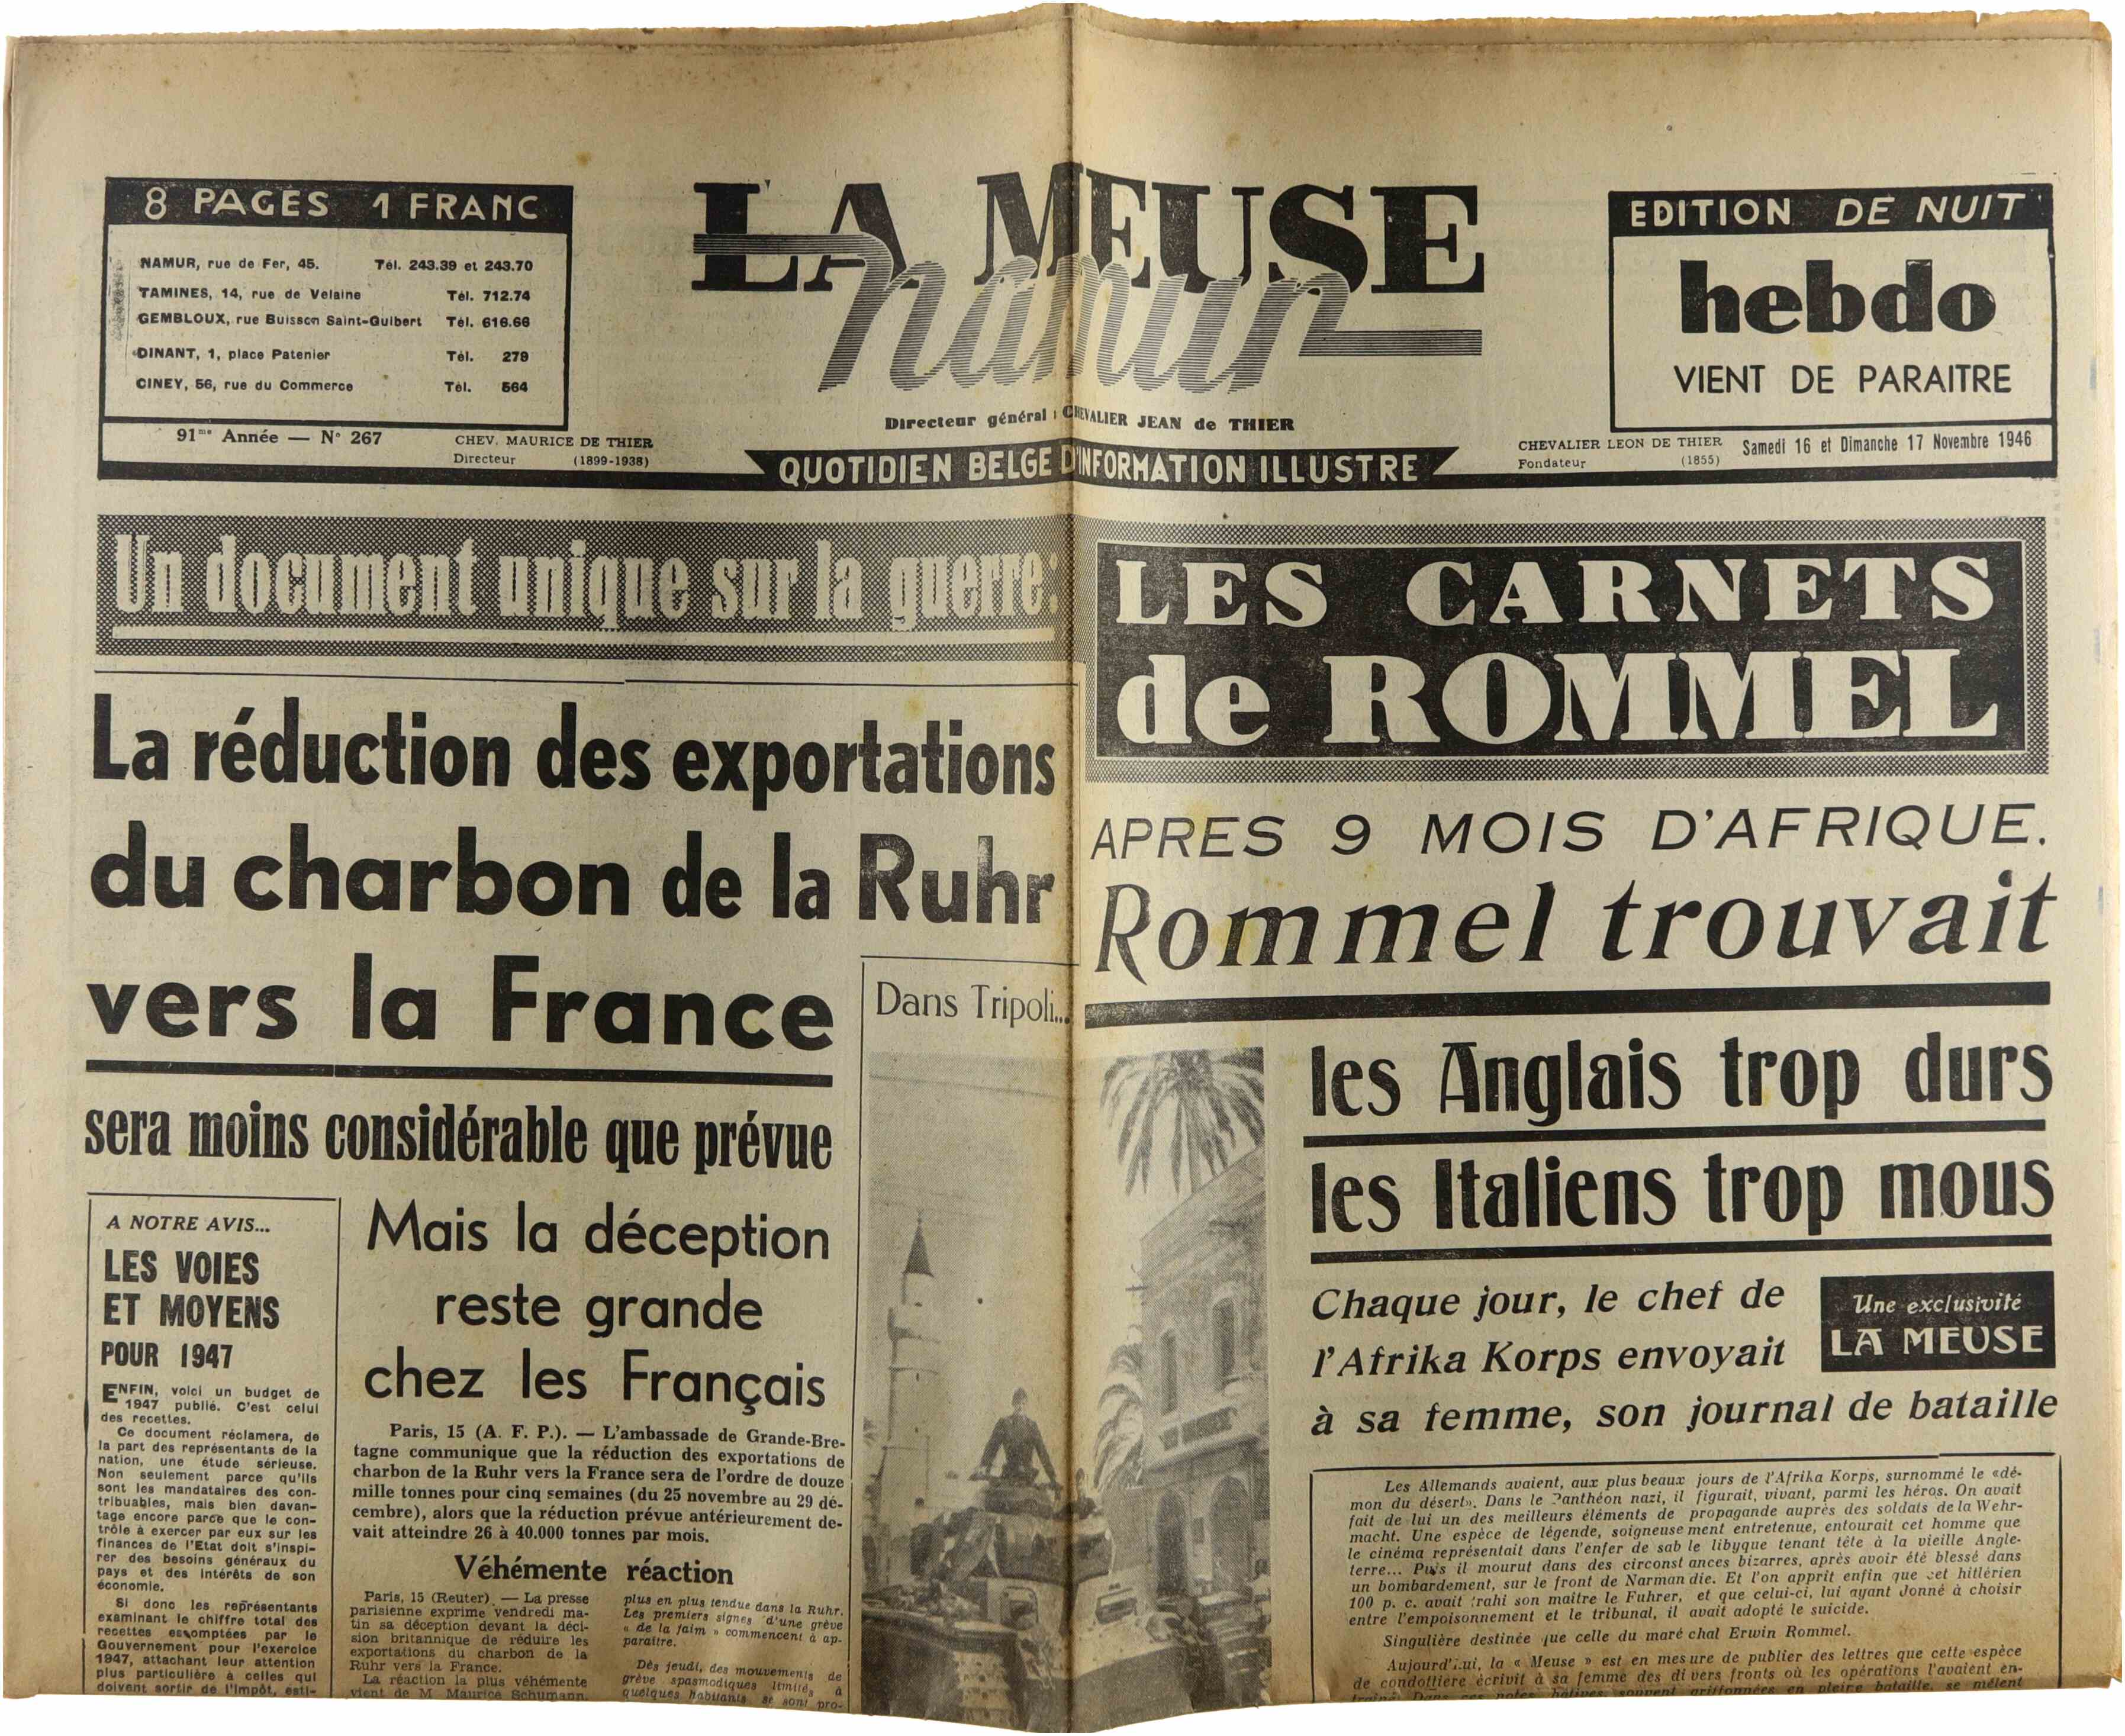 8 PAGES 1 FRANC
NAMUR, rue de Fer, 45. Tél. 243.39 et 243.70
TAMINES, 14, rue de Velaine Tél. 712.74
GEMBLOUX, rue Buisson Saint-Guibert Tél. 616.66
DINANT, 1, place Patenier Tél. 279
CINEY, 56, rue du Commerce Tél. 564
91me Année — N° 267
CHEV. MAURICE DE THIER
Directeur (1899-1938)
LA MEUSE
namur
Directeur général : CHEVALIER JEAN de THIER
QUOTIDIEN BELGE D'INFORMATION ILLUSTRE
EDITION DE NUIT
hebdo
VIENT DE PARAITRE
CHEVALIER LEON DE THIER
Fondateur (1855)
Samedi 16 et Dimanche 17 Novembre 1946
Un document unique sur la guerre:
LES CARNETS
de ROMMEL
La réduction des exportations
du charbon de la Ruhr
vers la France
sera moins considérable que prévue
A NOTRE AVIS...
LES VOIES
ET MOYENS
POUR 1947
ENFIN, voici un budget de
1947 publié. C'est celui
des recettes.
Ce document réclamera, de
la part des représentants de la
nation, une étude sérieuse.
Non seulement parce qu'ils
sont les mandataires des con-
tribuables, mais bien davan-
tage encore parce que le con-
trôle à exercer par eux sur les
finances de l'Etat doit s'inspi-
rer des besoins généraux du
pays et des intérêts de son
économie.
Si donc les représentants
examinant le chiffre total des
recettes escomptées par le
Gouvernement pour l'exercice
1947, attachant leur attention
plus particulière à celles qui
doivent sortir de l'impôt, esti-
Mais la déception
reste grande
chez les Français
Paris, 15 (A. F. P.). — L'ambassade de Grande-Bre-
tagne communique que la réduction des exportations de
charbon de la Ruhr vers la France sera de l'ordre de douze
mille tonnes pour cinq semaines (du 25 novembre au 29 dé-
cembre), alors que la réduction prévue antérieurement de-
vait atteindre 26 à 40.000 tonnes par mois.
Véhémente réaction
Paris, 15 (Reuter). — La presse
parisienne exprime vendredi ma-
tin sa déception devant la déci-
sion britannique de réduire les
exportations du charbon de la
Ruhr vers la France.
La réaction la plus véhémente
vient de M. Maurice Schumann,
plus en plus tendue dans la Ruhr.
Les premiers signes d'une grève
« de la faim » commencent à ap-
paraître.
Dès jeudi, des mouvements de
grève spasmodiques limités à
quelques habitants se sont pro-
Dans Tripoli...
APRES 9 MOIS D'AFRIQUE.
Rommel trouvait
les Anglais trop durs
les Italiens trop mous
Chaque jour, le chef de
l'Afrika Korps envoyait
à sa femme, son journal de bataille
Une exclusivité
LA MEUSE
Les Allemands avaient, aux plus beaux jours de l'Afrika Korps, surnommé le «dé-
mon du désert». Dans le Panthéon nazi, il figurait, vivant, parmi les héros. On avait
fait de lui un des meilleurs éléments de propagande auprès des soldats de la Wehr-
macht. Une espèce de légende, soigneusement entretenue, entourait cet homme que
le cinéma représentait dans l'enfer de sable libyque tenant tête à la vieille Angle-
terre... Puis il mourut dans des circonstances bizarres, après avoir été blessé dans
un bombardement, sur le front de Normandie. Et l'on apprit enfin que cet hitlérien
100 p. c. avait trahi son maître le Fuhrer, et que celui-ci, lui ayant donné à choisir
entre l'empoisonnement et le tribunal, il avait adopté le suicide.
Singulière destinée que celle du maréchal Erwin Rommel.
Aujourd'hui, la « Meuse » est en mesure de publier des lettres que cette espèce
de condottiere écrivit à sa femme des divers fronts où les opérations l'avaient en-
traîné. Dans ces notes hâtives, souvent griffonnées en pleine bataille, se mêlent